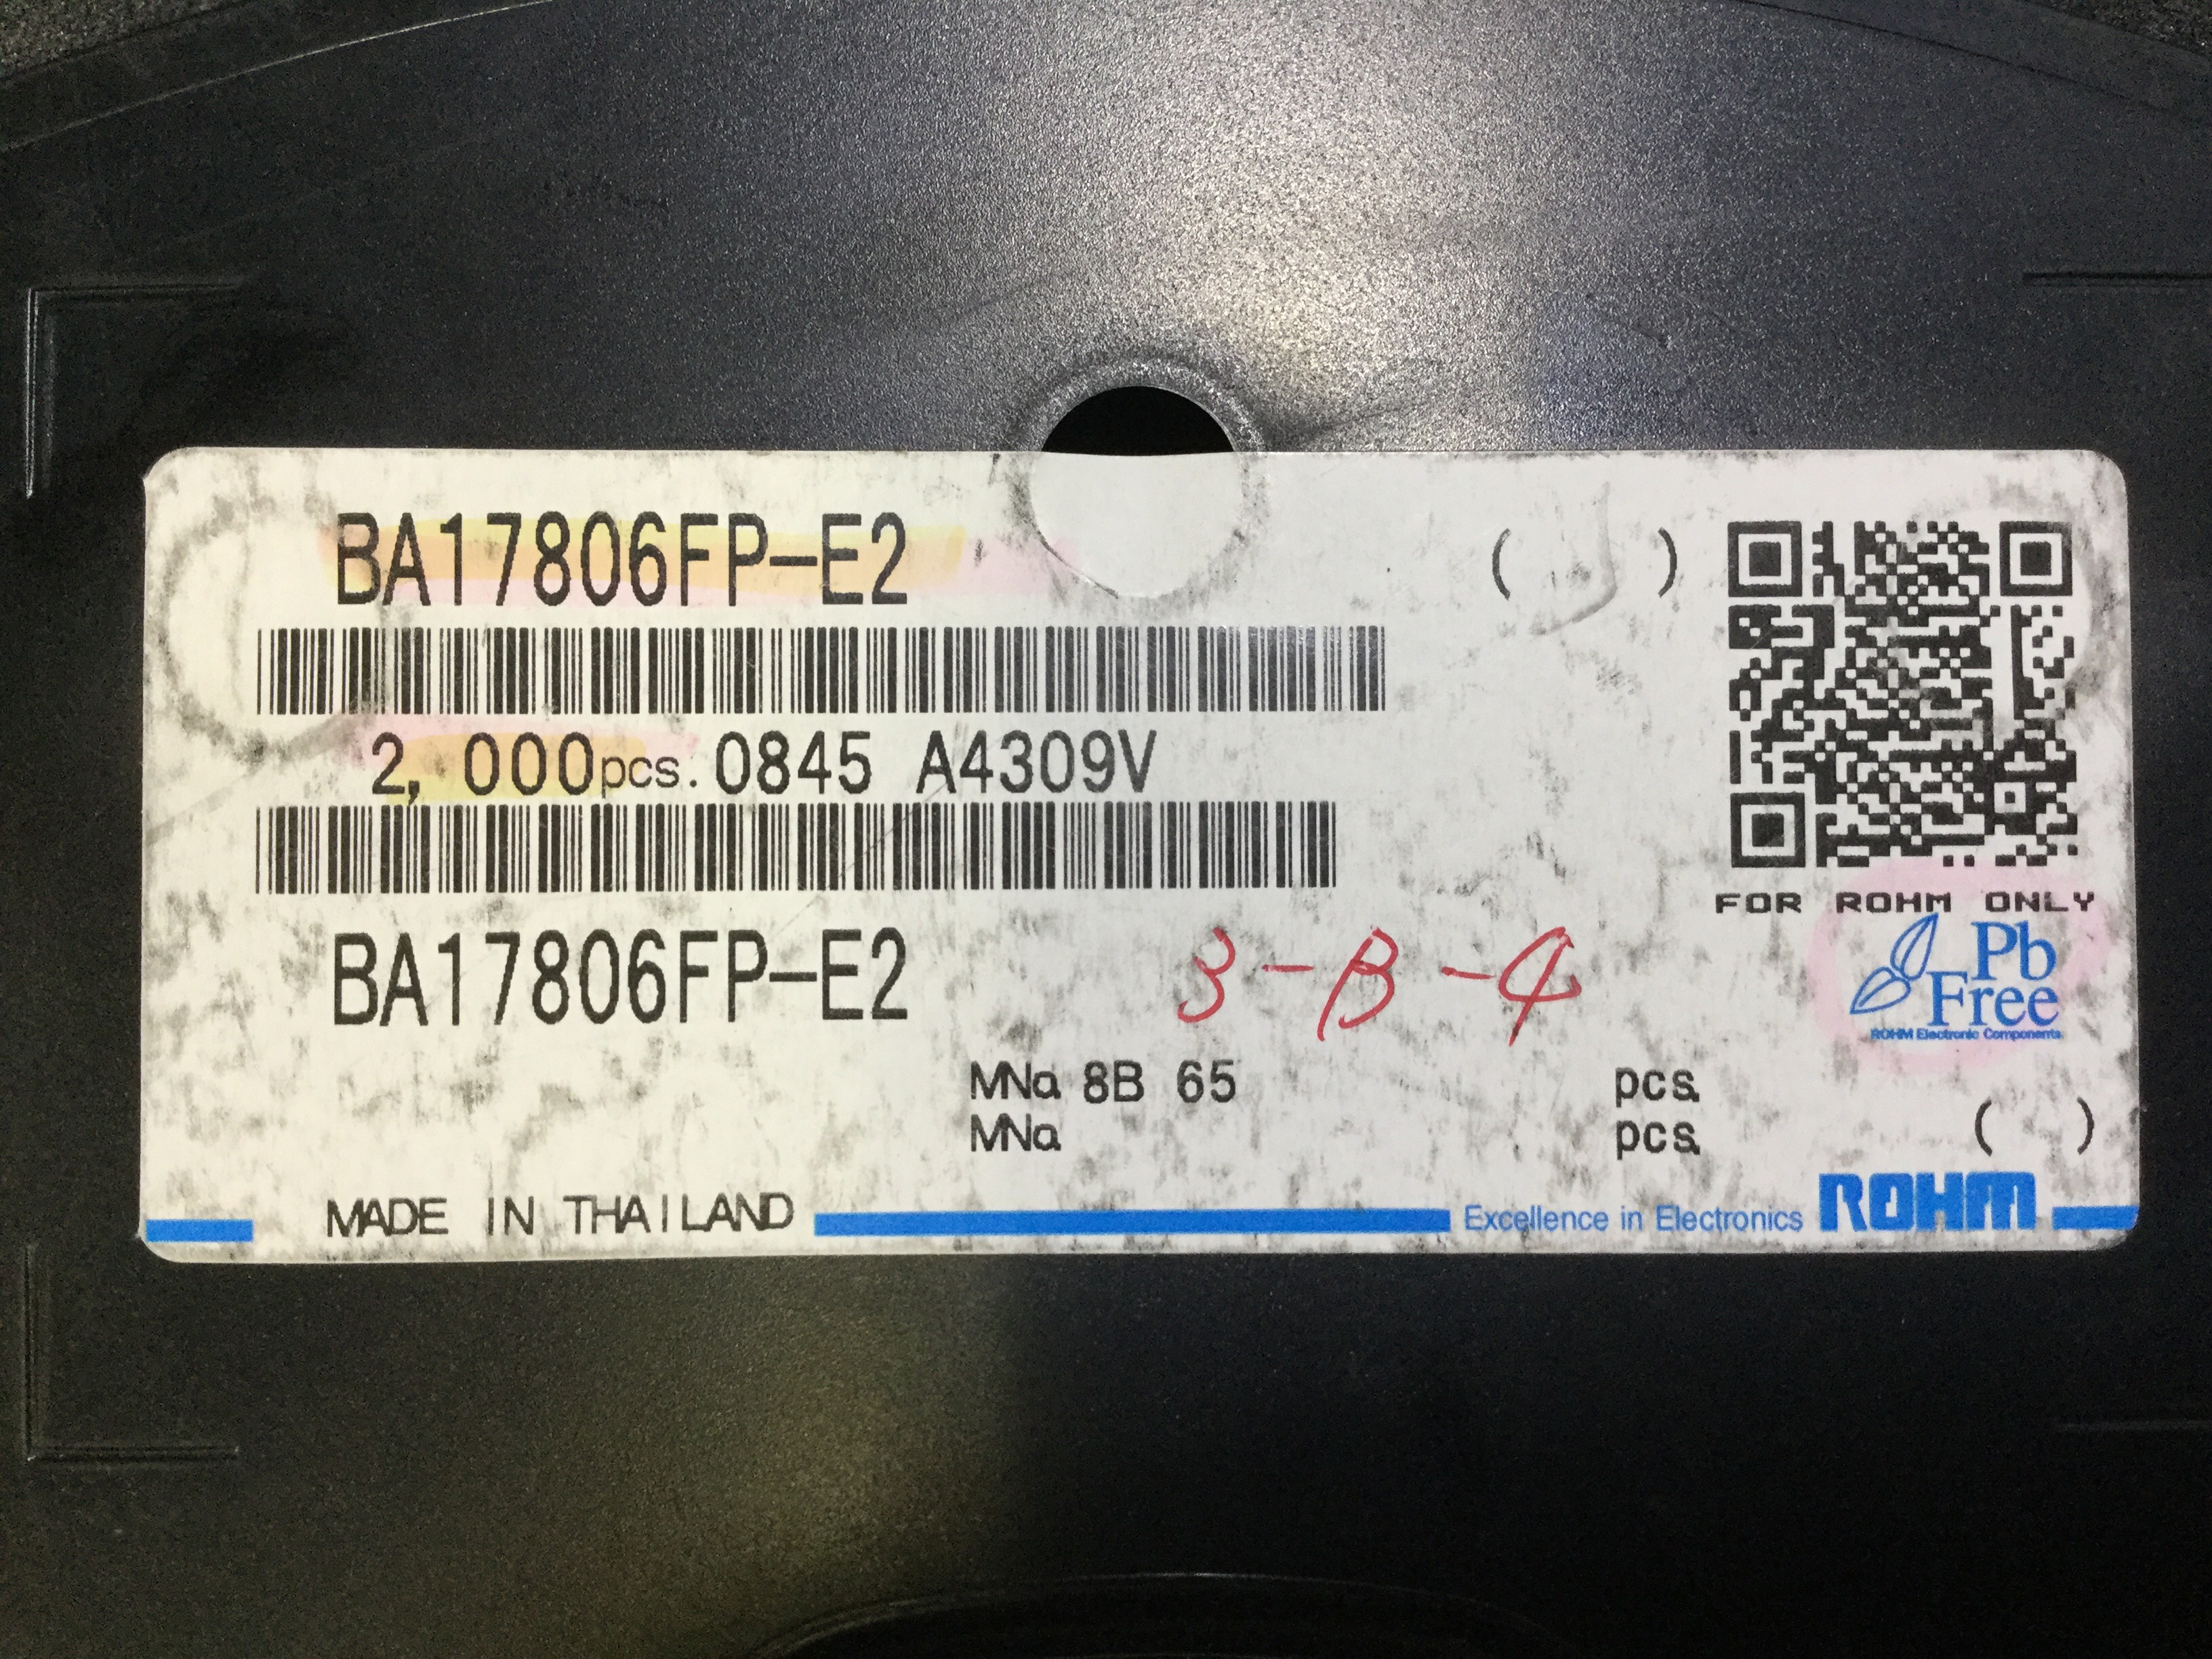 BA17806FP-E2 ( )
2, 000pcs. 0845 A4309V
FOR ROHM ONLY
BA17806FP-E2 3-B-4
Pb
Free
ROHM Electronic Components
MNo. 8B 65 pcs.
MNo. pcs. ( )
MADE IN THAILAND Excellence in Electronics ROHM